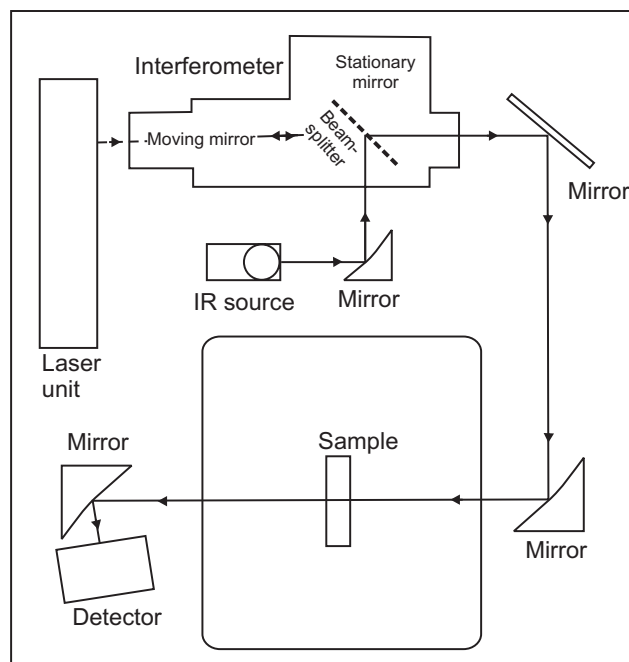 Interferometer
Stationary
mirror
Moving mirror
Beam-
splitter
Mirror
IR source
Mirror
Laser
unit
Mirror
Sample
Mirror
Detector